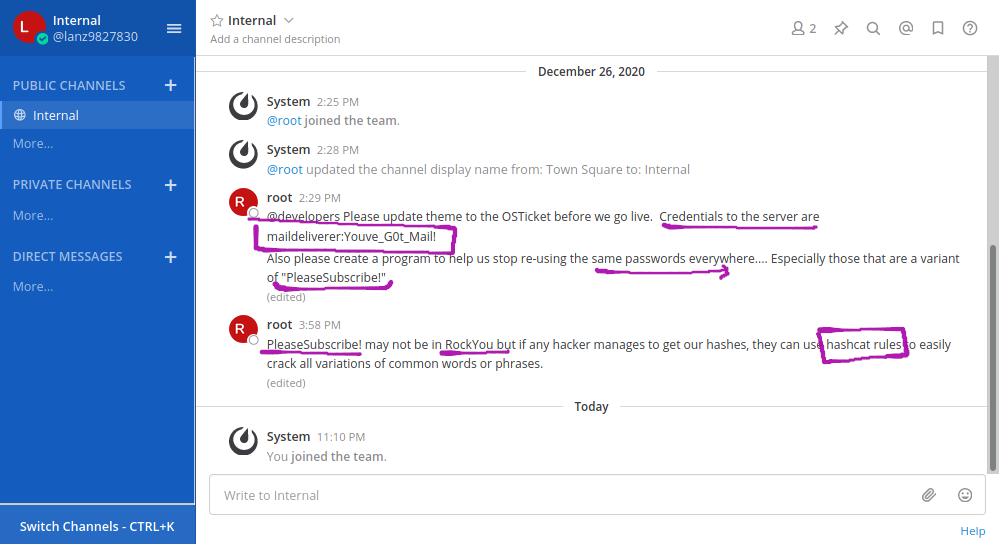 L
Internal
@lanz9827830
PUBLIC CHANNELS +
Internal
More...
PRIVATE CHANNELS +
More...
DIRECT MESSAGES +
More...
Switch Channels - CTRL+K
Internal
Add a channel description
2
December 26, 2020
System 2:25 PM
@root joined the team.
System 2:28 PM
@root updated the channel display name from: Town Square to: Internal
R
root 2:29 PM
@developers Please update theme to the OSTicket before we go live. Credentials to the server are
maildeliverer:Youve_G0t_Mail!
Also please create a program to help us stop re-using the same passwords everywhere.... Especially those that are a variant
of "PleaseSubscribe!"
(edited)
R
root 3:58 PM
PleaseSubscribe! may not be in RockYou but if any hacker manages to get our hashes, they can use hashcat rules to easily
crack all variations of common words or phrases.
(edited)
Today
System 11:10 PM
You joined the team.
Write to Internal
Help